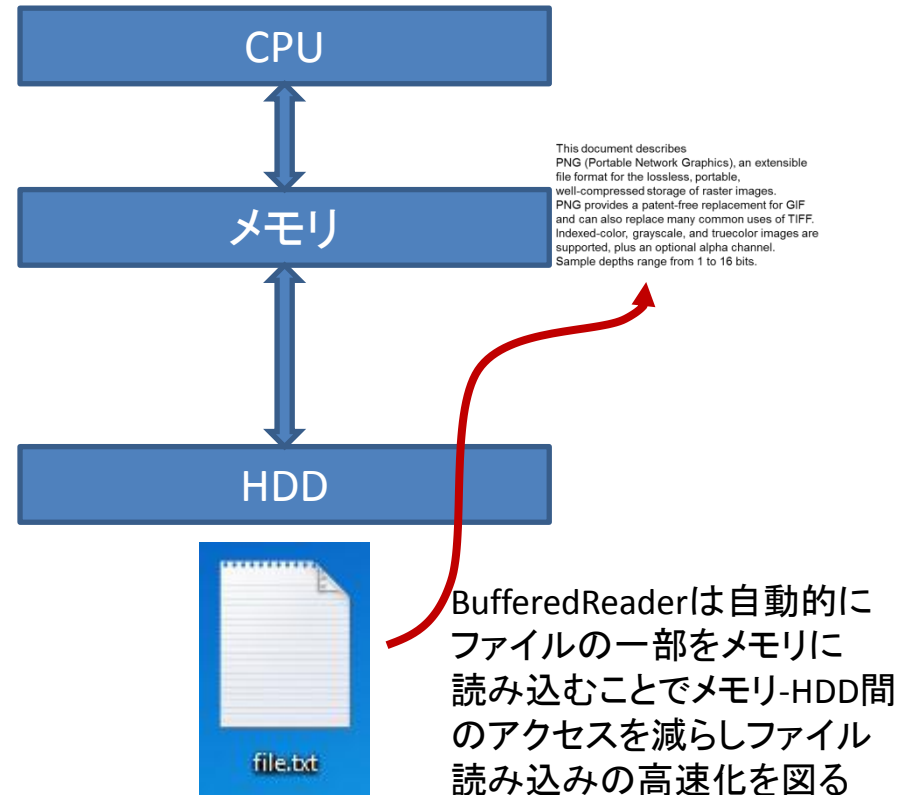 CPU
メモリ
This document describes
PNG (Portable Network Graphics), an extensible
file format for the lossless, portable,
well-compressed storage of raster images.
PNG provides a patent-free replacement for GIF
and can also replace many common uses of TIFF.
Indexed-color, grayscale, and truecolor images are
supported, plus an optional alpha channel.
Sample depths range from 1 to 16 bits.
HDD
file.txt
BufferedReaderは自動的に
ファイルの一部をメモリに
読み込むことでメモリ-HDD間
のアクセスを減らしファイル
読み込みの高速化を図る